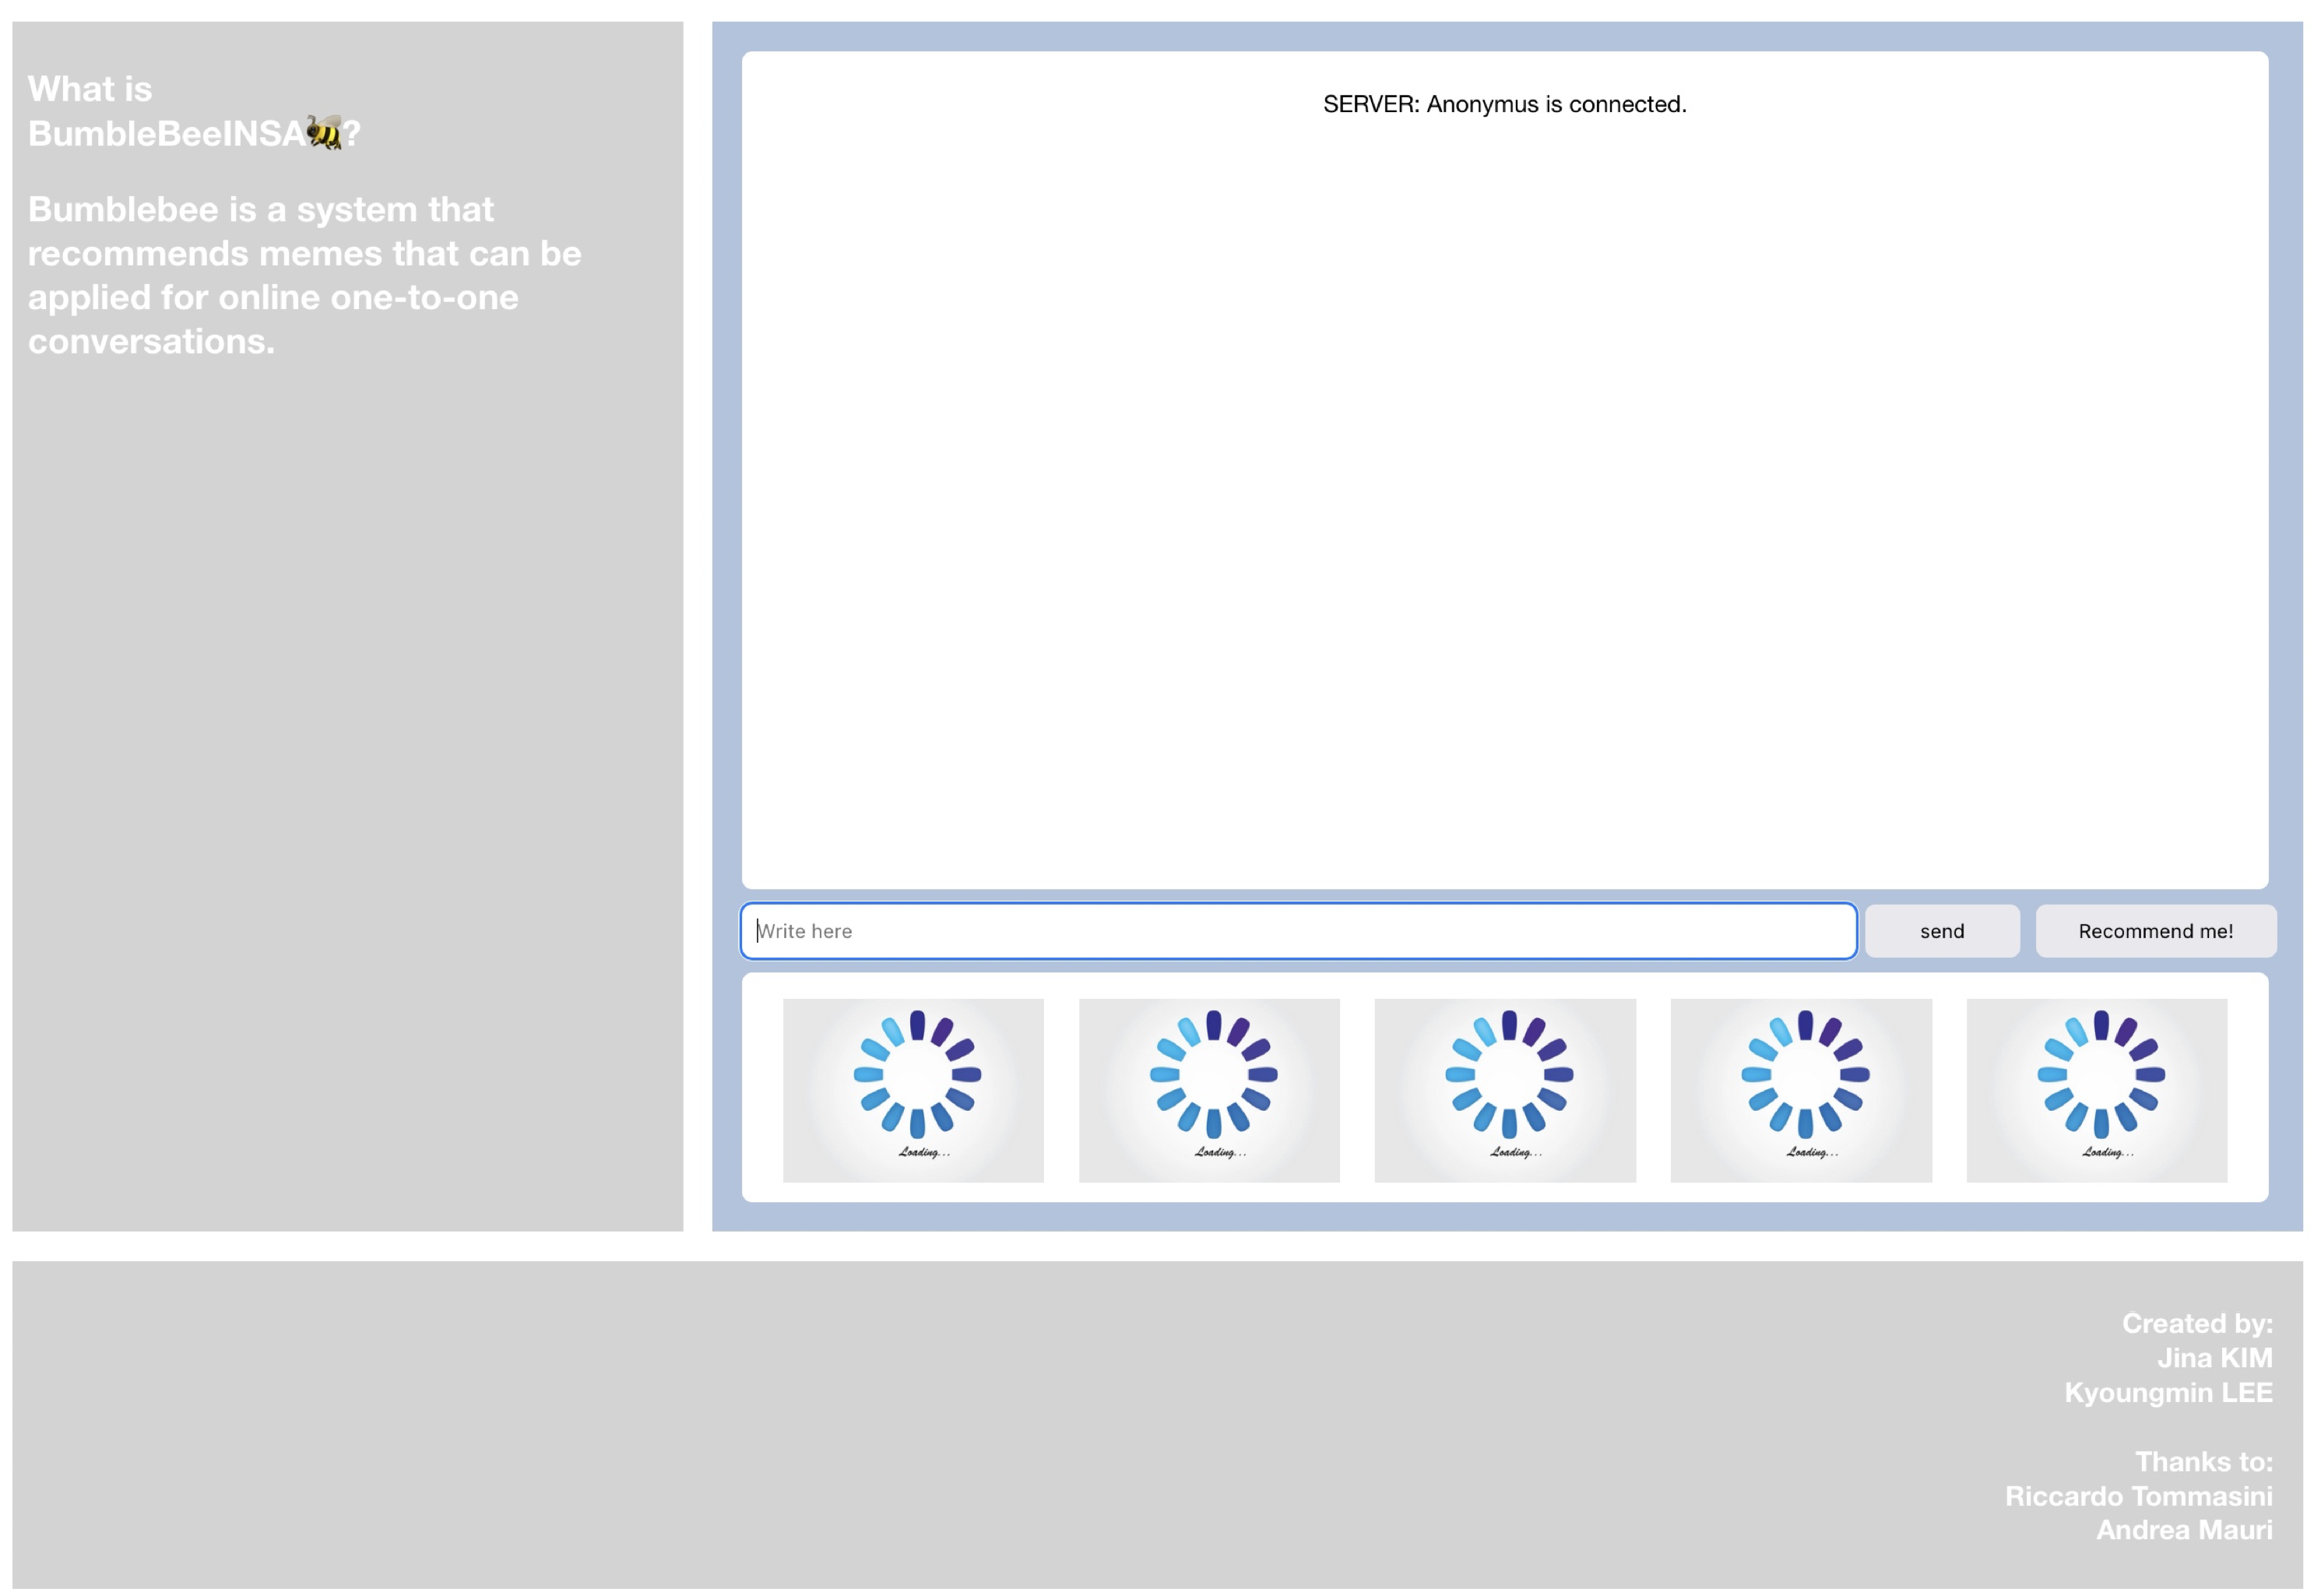 What is
BumbleBeeINSA🐝?
Bumblebee is a system that
recommends memes that can be
applied for online one-to-one
conversations.
SERVER: Anonymus is connected.
Write here
send
Recommend me!
Loading...
Loading...
Loading...
Loading...
Loading...
Created by:
Jina KIM
Kyoungmin LEE
Thanks to:
Riccardo Tommasini
Andrea Mauri